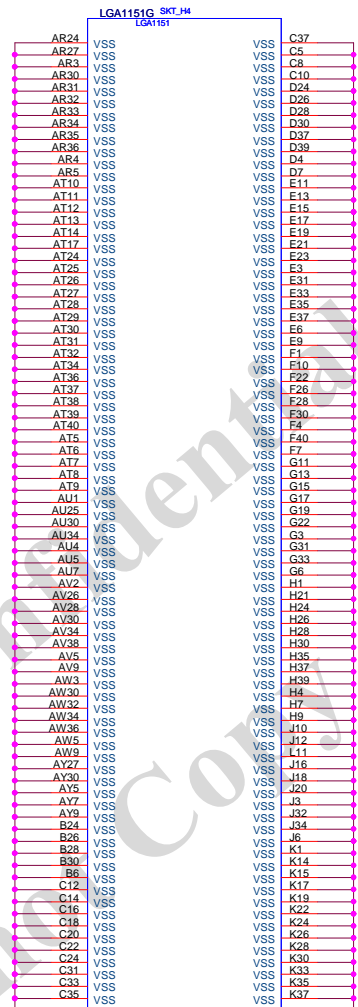 LGA1151G SKT_H4
LGA1151
AR24 VSS VSS C37
AR27 VSS VSS C5
AR3 VSS VSS C8
AR30 VSS VSS C10
AR31 VSS VSS D24
AR32 VSS VSS D26
AR33 VSS VSS D28
AR34 VSS VSS D30
AR35 VSS VSS D37
AR36 VSS VSS D39
AR4 VSS VSS D4
AR5 VSS VSS D7
AT10 VSS VSS E11
AT11 VSS VSS E13
AT12 VSS VSS E15
AT13 VSS VSS E17
AT14 VSS VSS E19
AT17 VSS VSS E21
AT24 VSS VSS E23
AT25 VSS VSS E3
AT26 VSS VSS E31
AT27 VSS VSS E33
AT28 VSS VSS E35
AT29 VSS VSS E37
AT30 VSS VSS E6
AT31 VSS VSS E9
AT32 VSS VSS F1
AT34 VSS VSS F10
AT36 VSS VSS F22
AT37 VSS VSS F26
AT38 VSS VSS F28
AT39 VSS VSS F30
AT40 VSS VSS F4
AT5 VSS VSS F40
AT6 VSS VSS F7
AT7 VSS VSS G11
AT8 VSS VSS G13
AT9 VSS VSS G15
AU1 VSS VSS G17
AU25 VSS VSS G19
AU30 VSS VSS G22
AU34 VSS VSS G3
AU4 VSS VSS G31
AU5 VSS VSS G33
AU7 VSS VSS G6
AV2 VSS VSS H1
AV26 VSS VSS H21
AV28 VSS VSS H24
AV30 VSS VSS H26
AV34 VSS VSS H28
AV38 VSS VSS H30
AV5 VSS VSS H35
AV9 VSS VSS H37
AW3 VSS VSS H39
AW30 VSS VSS H4
AW32 VSS VSS H7
AW34 VSS VSS H9
AW36 VSS VSS J10
AW5 VSS VSS J12
AW9 VSS VSS L11
AY27 VSS VSS J16
AY30 VSS VSS J18
AY5 VSS VSS J20
AY7 VSS VSS J3
AY9 VSS VSS J32
B24 VSS VSS J34
B26 VSS VSS J6
B28 VSS VSS K1
B30 VSS VSS K14
B6 VSS VSS K15
C12 VSS VSS K17
C14 VSS VSS K19
C16 VSS VSS K22
C18 VSS VSS K24
C20 VSS VSS K26
C22 VSS VSS K28
C24 VSS VSS K30
C31 VSS VSS K33
C33 VSS VSS K35
C35 VSS VSS K37
nfidential
not Copy